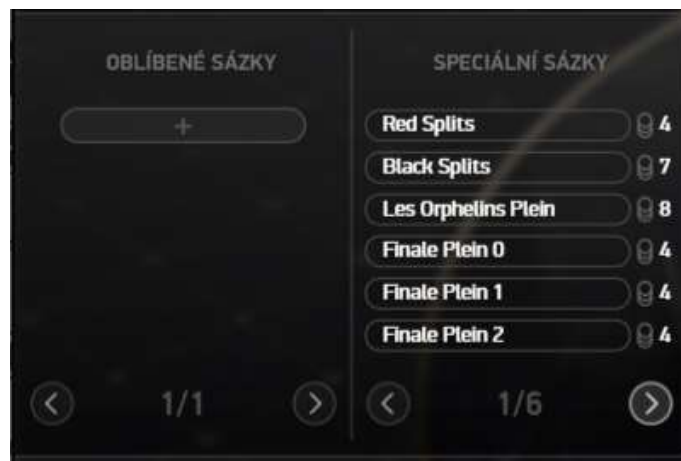 OBLÍBENÉ SÁZKY
+
1/1
SPECIÁLNÍ SÁZKY
Red Splits 4
Black Splits 7
Les Orphelins Plein 8
Finale Plein 0 4
Finale Plein 1 4
Finale Plein 2 4
1/6